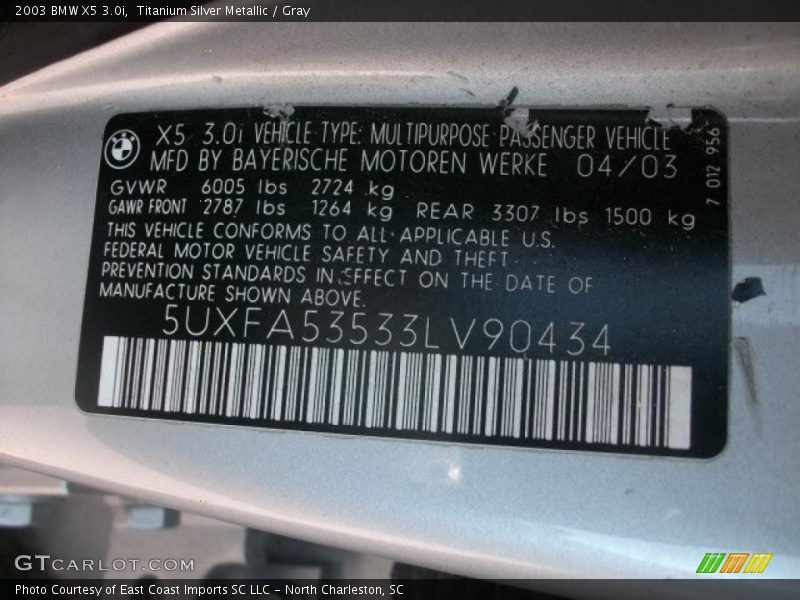 2003 BMW X5 3.0i, Titanium Silver Metallic / Gray
X5 3.0i VEHICLE TYPE: MULTIPURPOSE PASSENGER VEHICLE
MFD BY BAYERISCHE MOTOREN WERKE 04/03
GVWR 6005 lbs 2724 kg
GAWR FRONT 2787 lbs 1264 kg REAR 3307 lbs 1500 kg
THIS VEHICLE CONFORMS TO ALL APPLICABLE U.S.
FEDERAL MOTOR VEHICLE SAFETY AND THEFT
PREVENTION STANDARDS IN EFFECT ON THE DATE OF
MANUFACTURE SHOWN ABOVE.
5UXFA53533LV90434
7 012 956
GTCARLOT.COM
Photo Courtesy of East Coast Imports SC LLC - North Charleston, SC